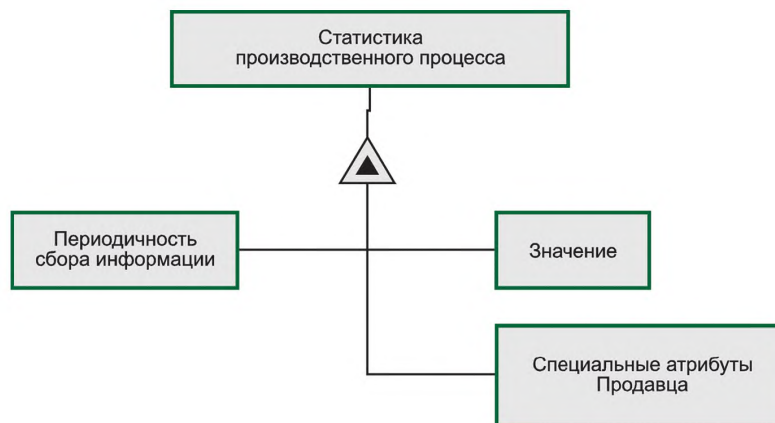 Статистика
производственного процесса
Периодичность
сбора информации
Значение
Специальные атрибуты
Продавца